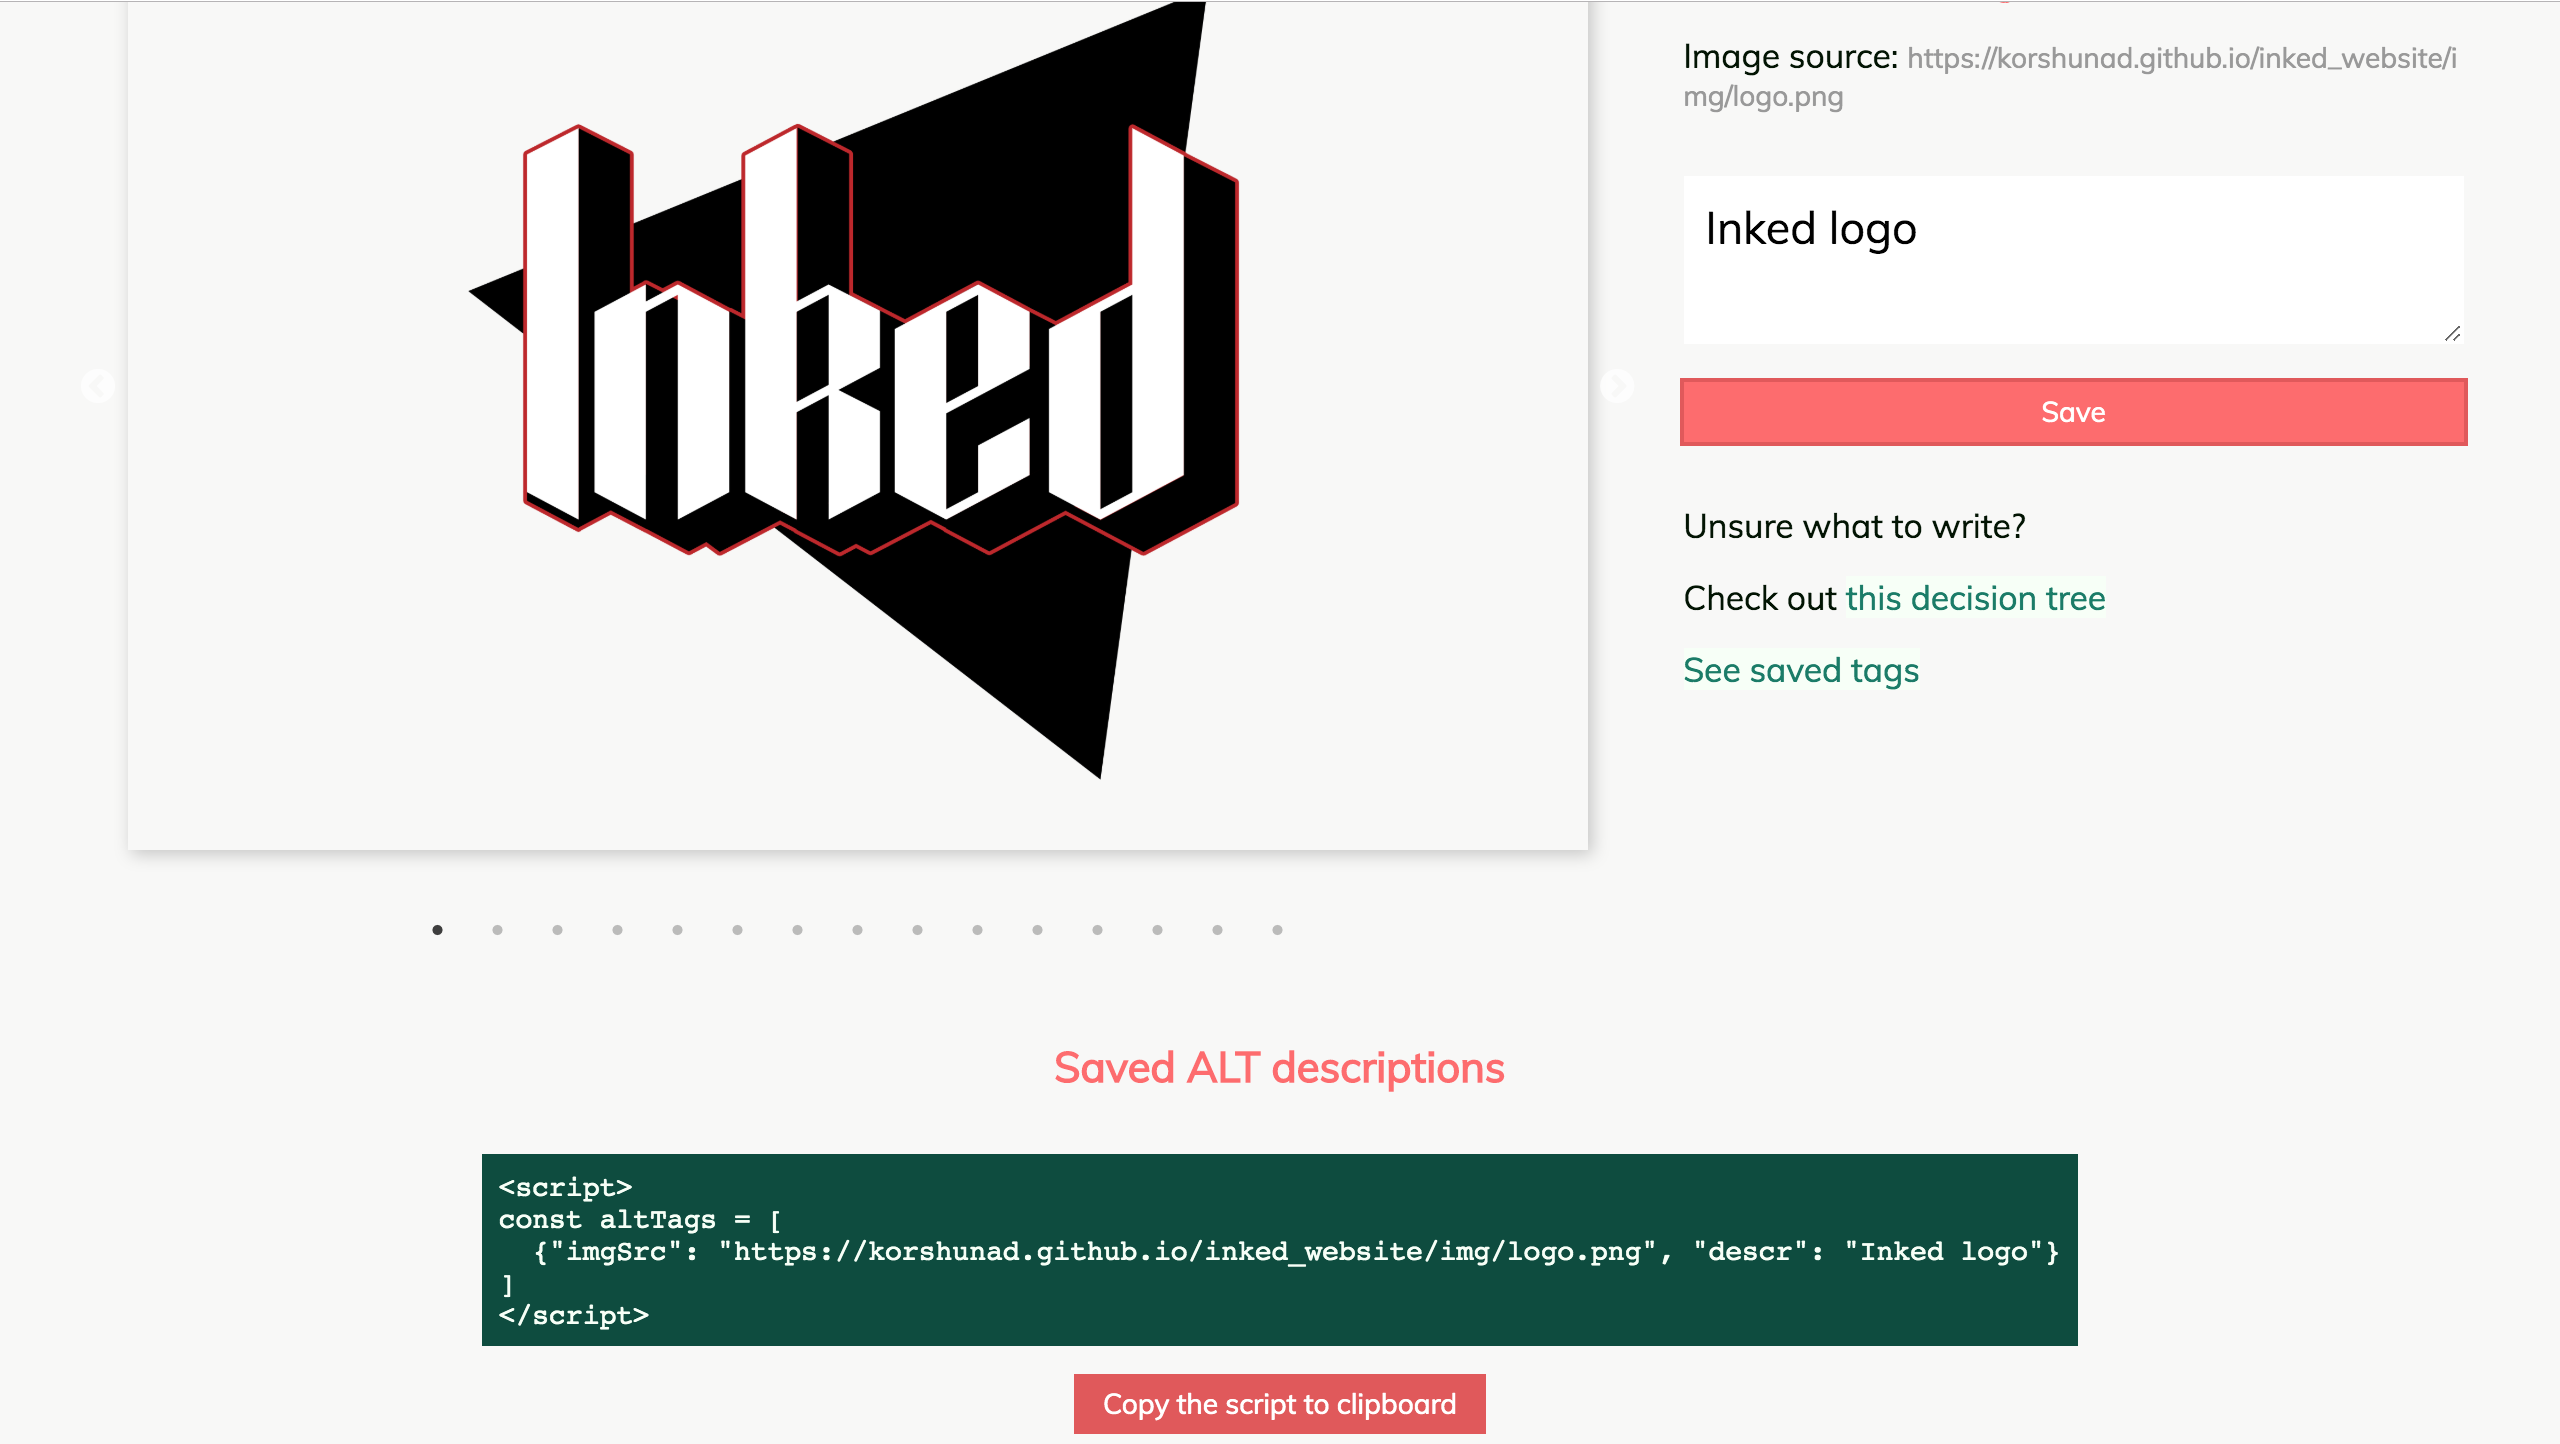 Inked
Image source: https://korshunad.github.io/inked_website/i
mg/logo.png
Inked logo
Save
Unsure what to write?
Check out this decision tree
See saved tags
Saved ALT descriptions
<script>
const altTags = [
  {"imgSrc": "https://korshunad.github.io/inked_website/img/logo.png", "descr": "Inked logo"}
]
</script>
Copy the script to clipboard